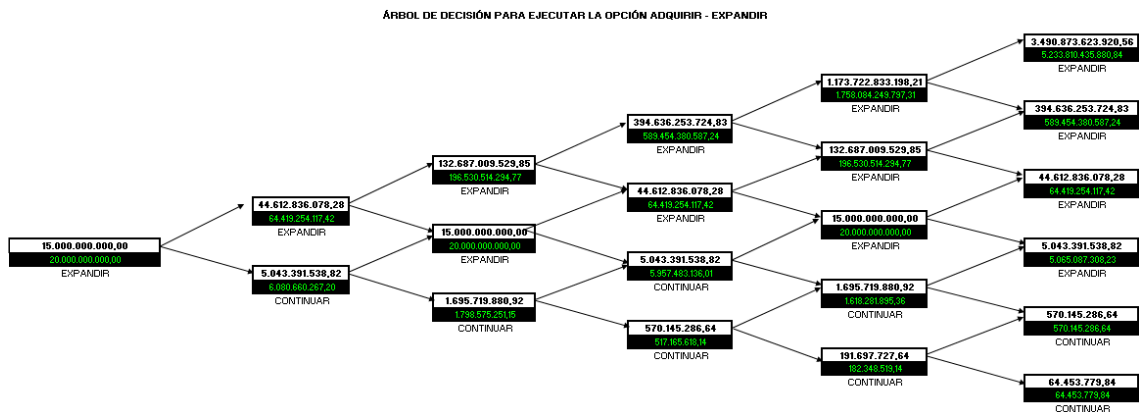 ÁRBOL DE DECISIÓN PARA EJECUTAR LA OPCIÓN ADQUIRIR - EXPANDIR
15.000.000.000,00
20.000.000.000,00
EXPANDIR
44.612.836.078,28
64.419.254.117,42
EXPANDIR
5.043.391.538,82
6.080.660.267,20
CONTINUAR
132.687.009.529,85
196.530.514.294,77
EXPANDIR
15.000.000.000,00
20.000.000.000,00
EXPANDIR
1.695.719.880,92
1.798.575.251,15
CONTINUAR
394.636.253.724,83
589.454.380.587,24
EXPANDIR
44.612.836.078,28
64.419.254.117,42
EXPANDIR
5.043.391.538,82
5.957.483.136,01
CONTINUAR
570.145.286,64
517.165.618,14
CONTINUAR
1.173.722.833.198,21
1.758.084.249.797,31
EXPANDIR
132.687.009.529,85
196.530.514.294,77
EXPANDIR
15.000.000.000,00
20.000.000.000,00
EXPANDIR
1.695.719.880,92
1.618.281.895,36
CONTINUAR
191.697.727,64
182.348.519,14
CONTINUAR
3.490.873.623.920,56
5.233.810.435.880,84
EXPANDIR
394.636.253.724,83
589.454.380.587,24
EXPANDIR
44.612.836.078,28
64.419.254.117,42
EXPANDIR
5.043.391.538,82
5.065.087.308,23
EXPANDIR
570.145.286,64
570.145.286,64
CONTINUAR
64.453.779,84
64.453.779,84
CONTINUAR